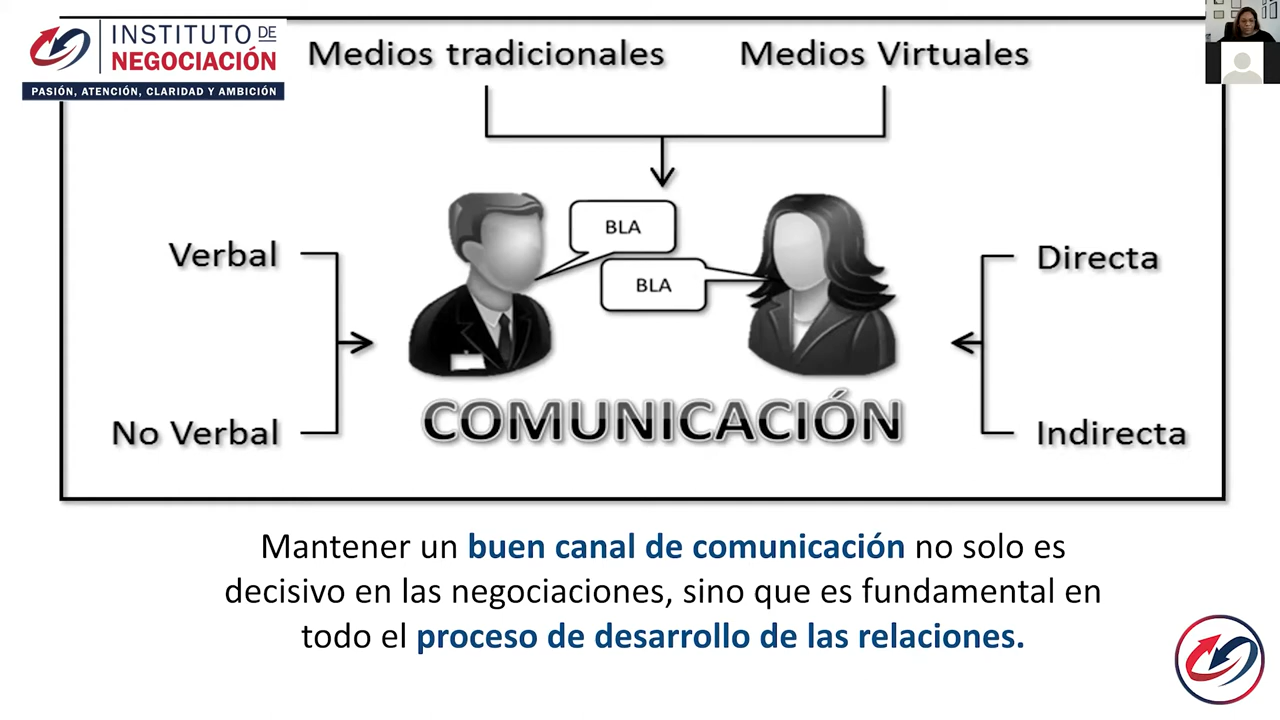 INSTITUTO DE
NEGOCIACIÓN
PASIÓN, ATENCIÓN, CLARIDAD Y AMBICIÓN
Medios tradicionales
Medios Virtuales
BLA
BLA
Verbal
Directa
No Verbal
Indirecta
COMUNICACIÓN
Mantener un buen canal de comunicación no solo es
decisivo en las negociaciones, sino que es fundamental en
todo el proceso de desarrollo de las relaciones.